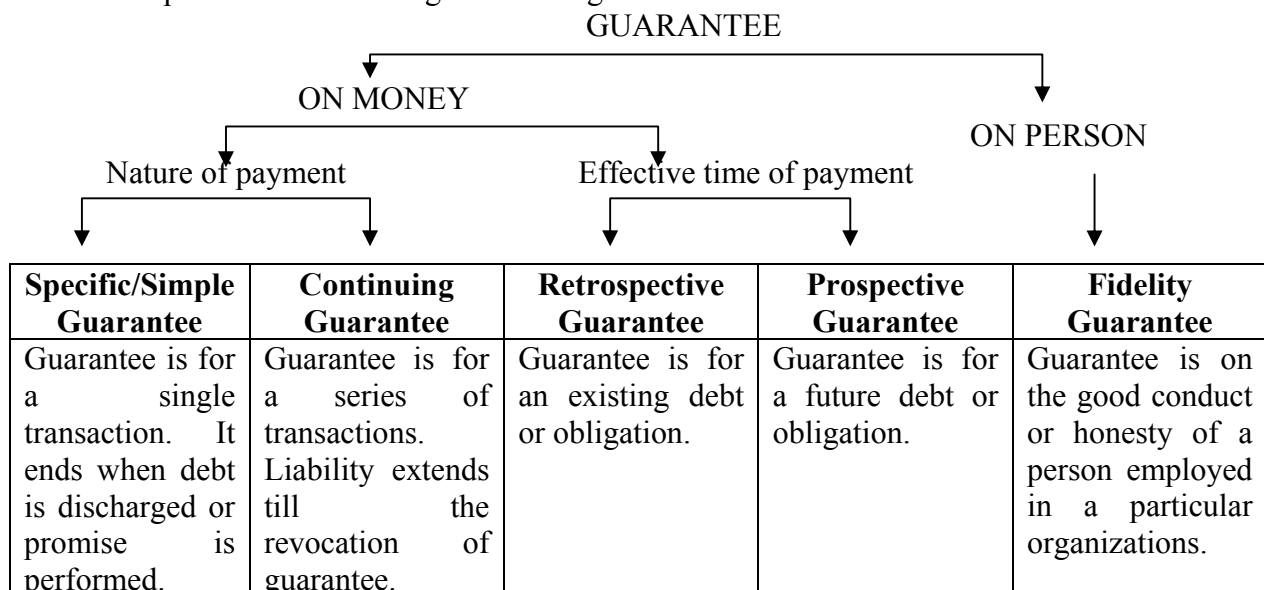 GUARANTEE
ON MONEY
ON PERSON
Nature of payment
Effective time of payment
Specific/Simple
Guarantee
Continuing
Guarantee
Retrospective
Guarantee
Prospective
Guarantee
Fidelity
Guarantee
Guarantee is for
a single
transaction. It
ends when debt
is discharged or
promise is
performed.
Guarantee is for
a series of
transactions.
Liability extends
till the
revocation of
guarantee.
Guarantee is for
an existing debt
or obligation.
Guarantee is for
a future debt or
obligation.
Guarantee is on
the good conduct
or honesty of a
person employed
in a particular
organizations.